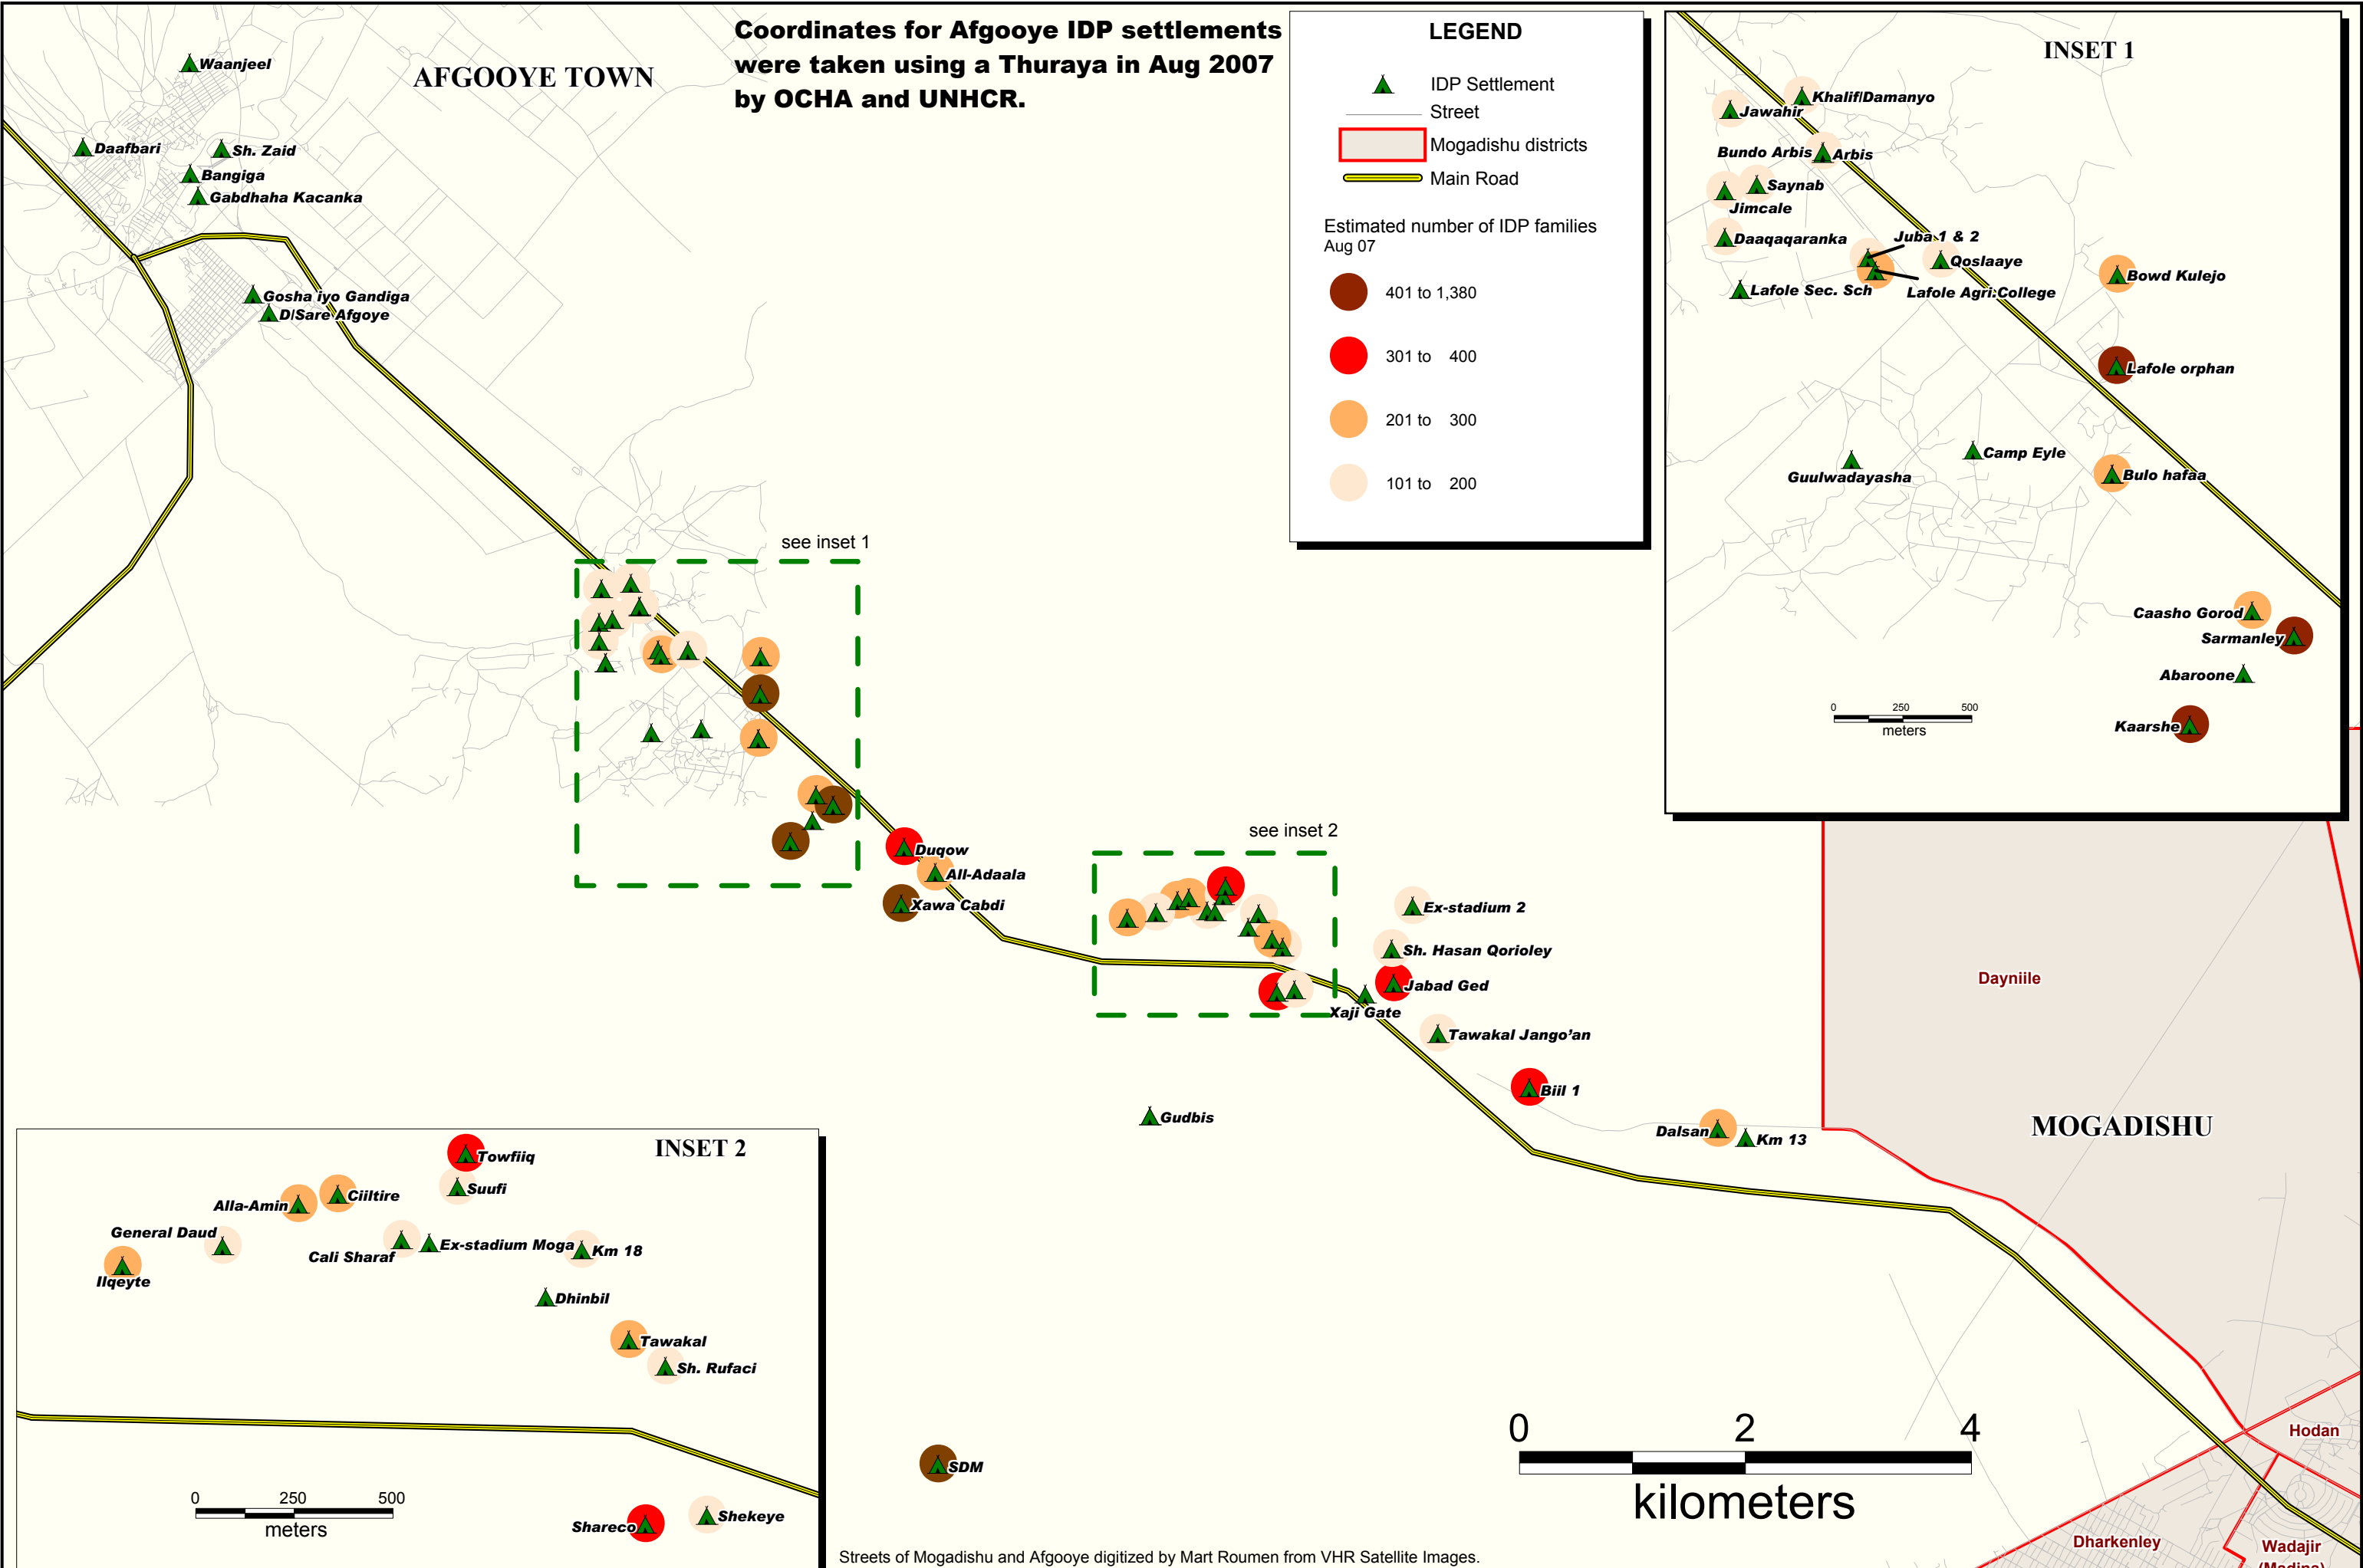 Coordinates for Afgooye IDP settlements
were taken using a Thuraya in Aug 2007
by OCHA and UNHCR.
AFGOOYE TOWN
Waanjeel
Daafbari
Sh. Zaid
Bangiga
Gabdhaha Kacanka
Gosha iyo Gandiga
D/Sare Afgoye
LEGEND
IDP Settlement
Street
Mogadishu districts
Main Road
Estimated number of IDP families
Aug 07
401 to 1,380
301 to 400
201 to 300
101 to 200
INSET 1
Khalif/Damanyo
Jawahir
Bundo Arbis
Arbis
Saynab
Jimcale
Daaqaqaranka
Juba 1 & 2
Qoslaaye
Bowd Kulejo
Lafole Sec. Sch
Lafole Agri.College
Lafole orphan
Camp Eyle
Guulwadayasha
Bulo hafaa
Caasho Gorod
Sarmanley
Abaroone
Kaarshe
0 250 500
meters
see inset 1
see inset 2
Duqow
All-Adaala
Xawa Cabdi
Ex-stadium 2
Sh. Hasan Qorioley
Jabad Ged
Xaji Gate
Tawakal Jango'an
Biil 1
Gudbis
Dalsan
Km 13
SDM
Dayniile
MOGADISHU
Hodan
Dharkenley
Wadajir
(Madina)
INSET 2
Towfiiq
Suufi
Ciiltire
Alla-Amin
General Daud
Cali Sharaf
Ex-stadium Moga
Km 18
Ilqeyte
Dhinbil
Tawakal
Sh. Rufaci
0 250 500
meters
Shareco
Shekeye
0 2 4
kilometers
Streets of Mogadishu and Afgooye digitized by Mart Roumen from VHR Satellite Images.